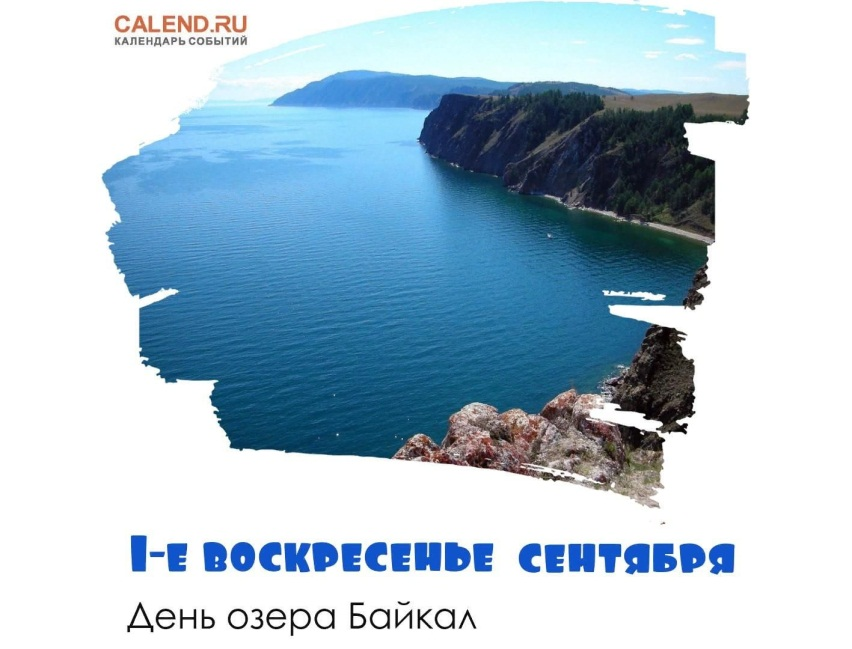 CALEND.RU
КАЛЕНДАРЬ СОБЫТИЙ
1-е воскресенье сентября
День озера Байкал